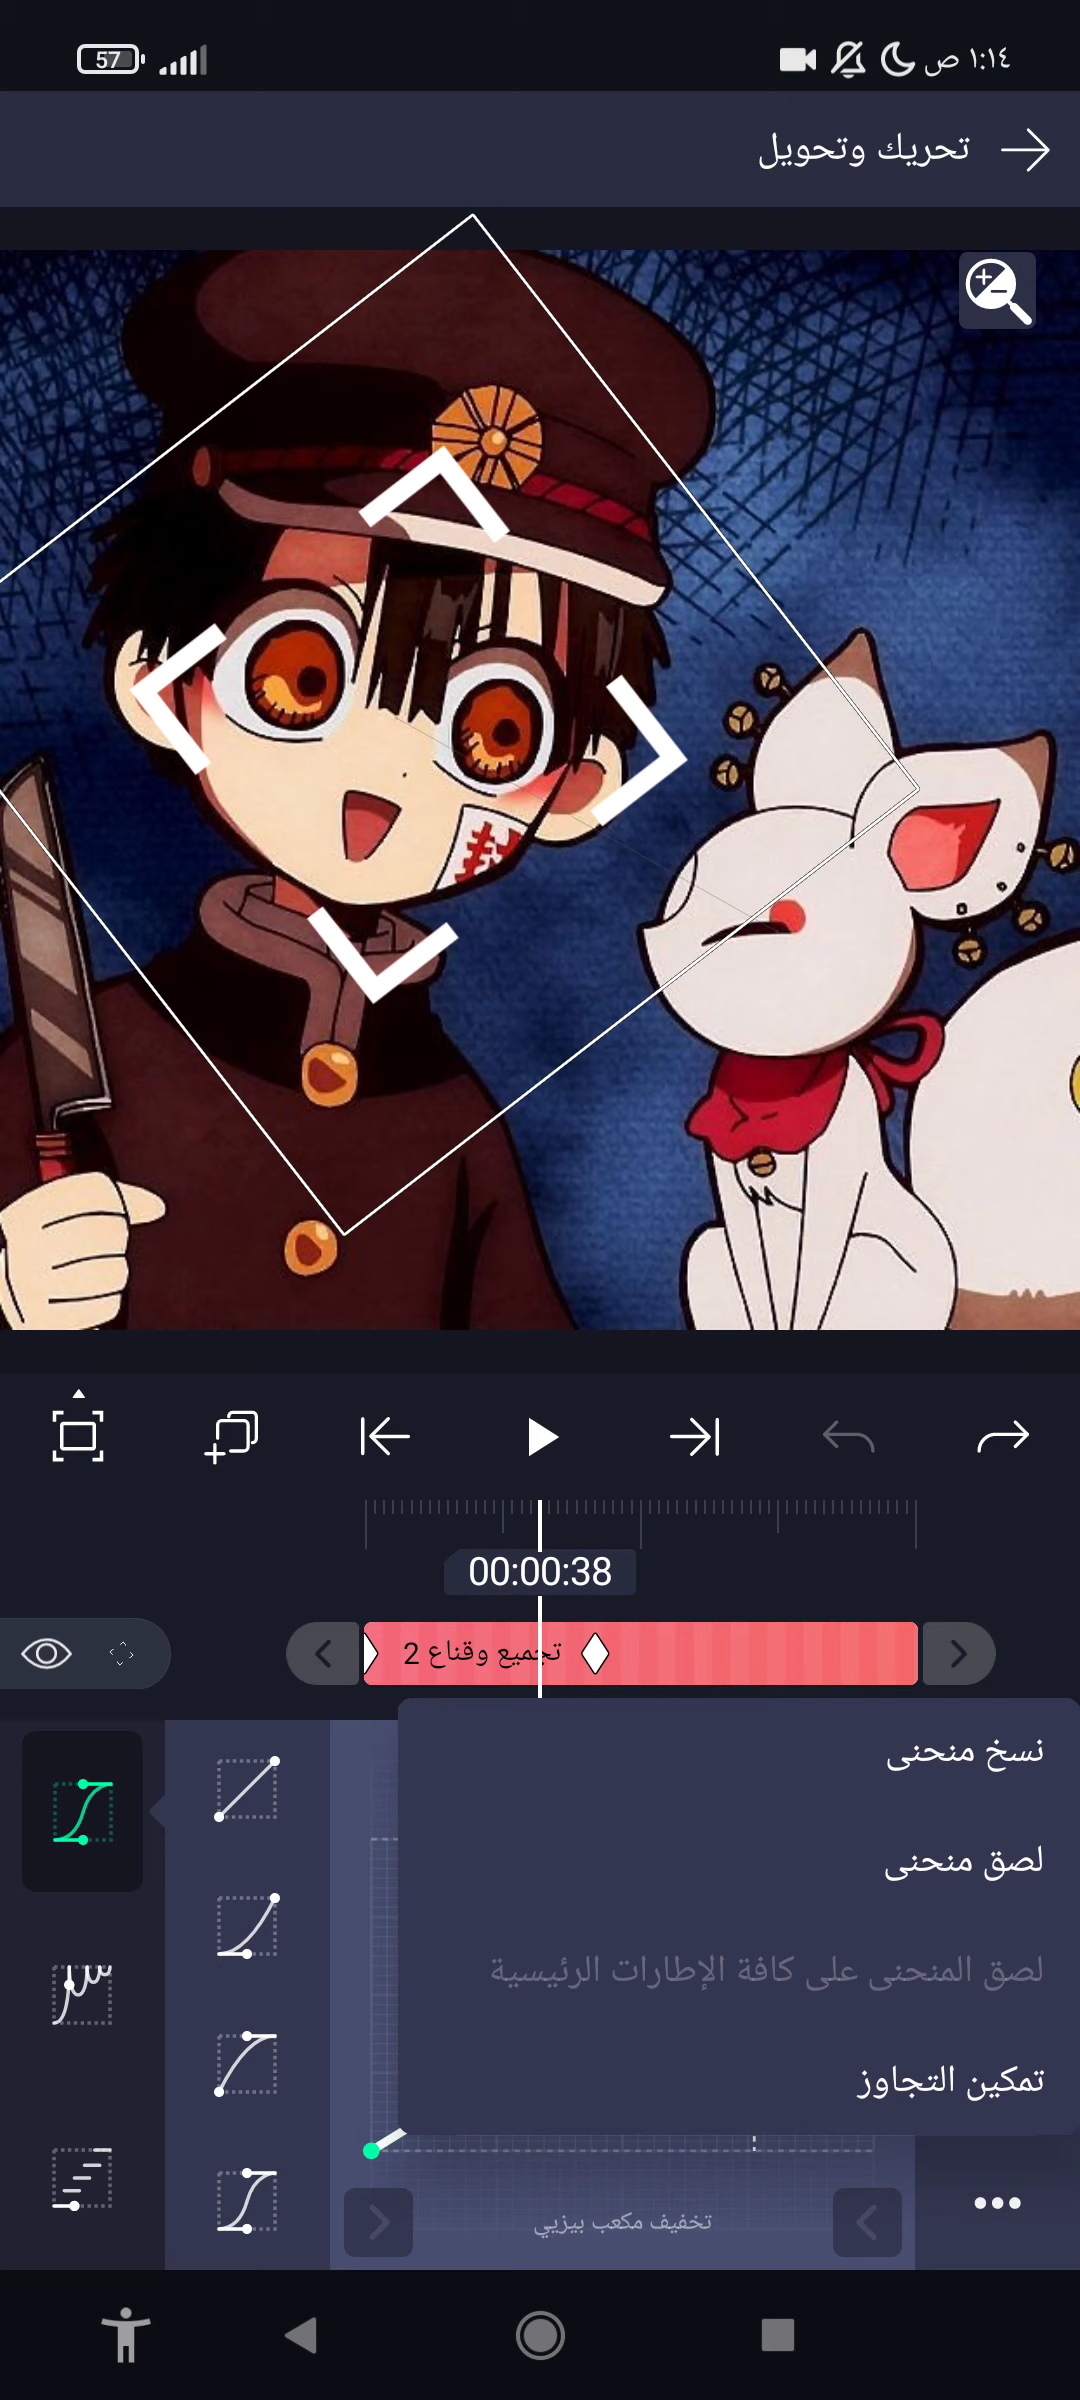 57
١:١٤ ص
تحريك وتحويل
00:00:38
تجميع وقناع 2
نسخ منحنى
لصق منحنى
لصق المنحنى على كافة الإطارات الرئيسية
تمكين التجاوز
تخفيف مكعب بيزيي